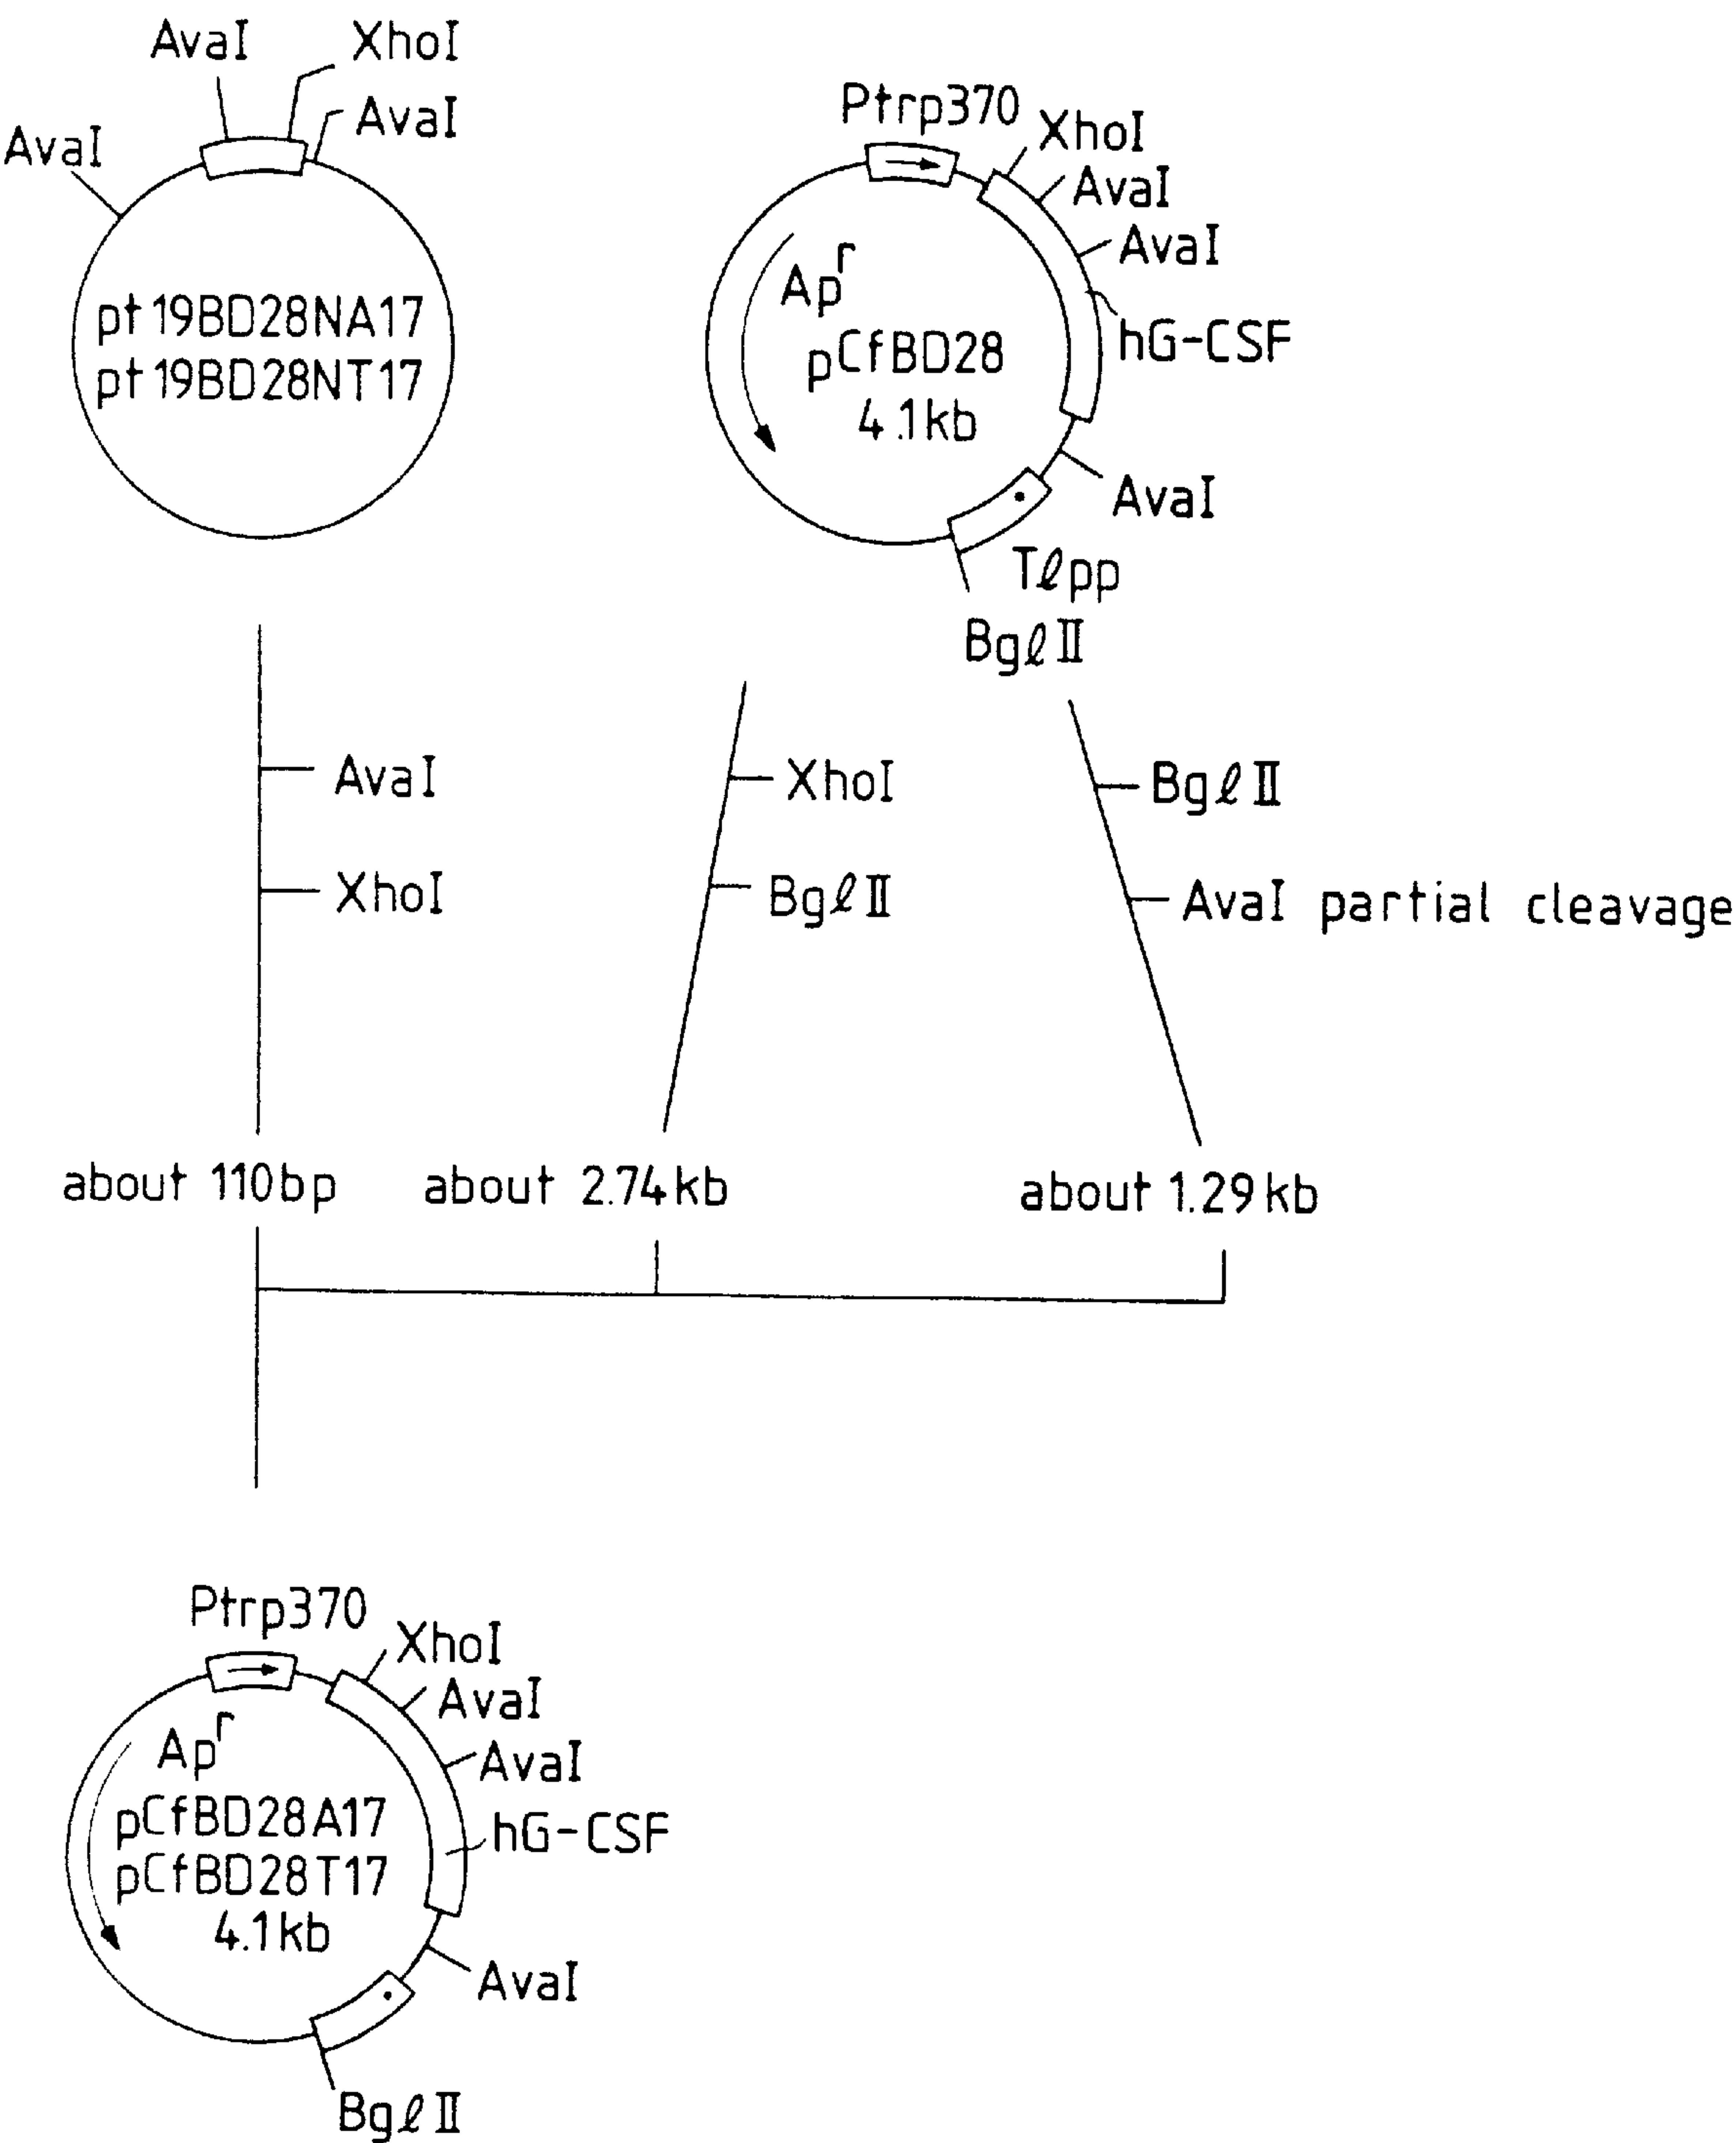 AvaI
XhoI
AvaI
AvaI
pt19BD28NA17
pt19BD28NT17
Ptrp370
XhoI
AvaI
AvaI
Apr
pCfBD28
4.1kb
hG-CSF
AvaI
Tℓpp
BgℓII
AvaI
XhoI
XhoI
BgℓII
BgℓII
AvaI partial cleavage
about 110bp
about 2.74kb
about 1.29kb
Ptrp370
XhoI
AvaI
AvaI
Apr
pCfBD28A17
pCfBD28T17
4.1kb
hG-CSF
AvaI
BgℓII